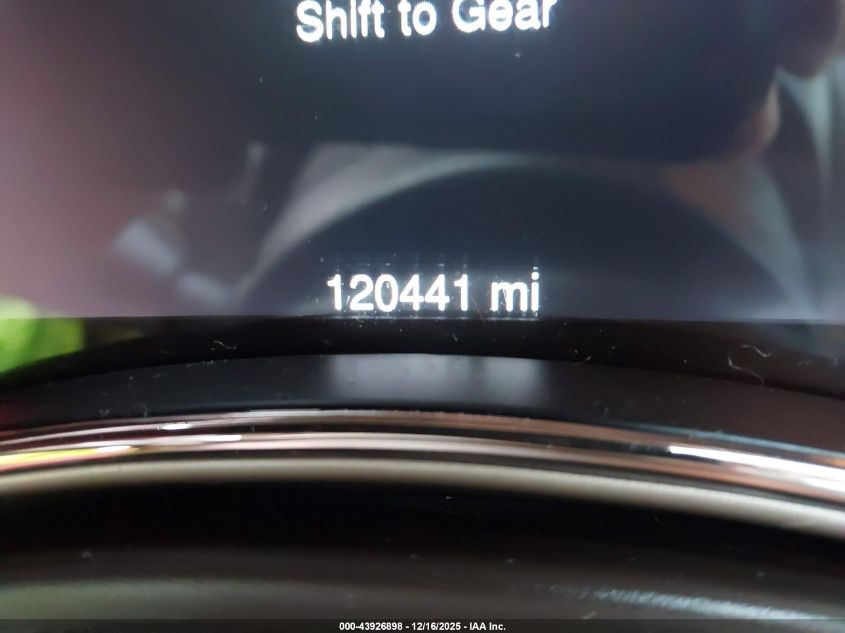 Shift to Gear
120441 mi
000-43926898 - 12/16/2025 - IAA Inc.